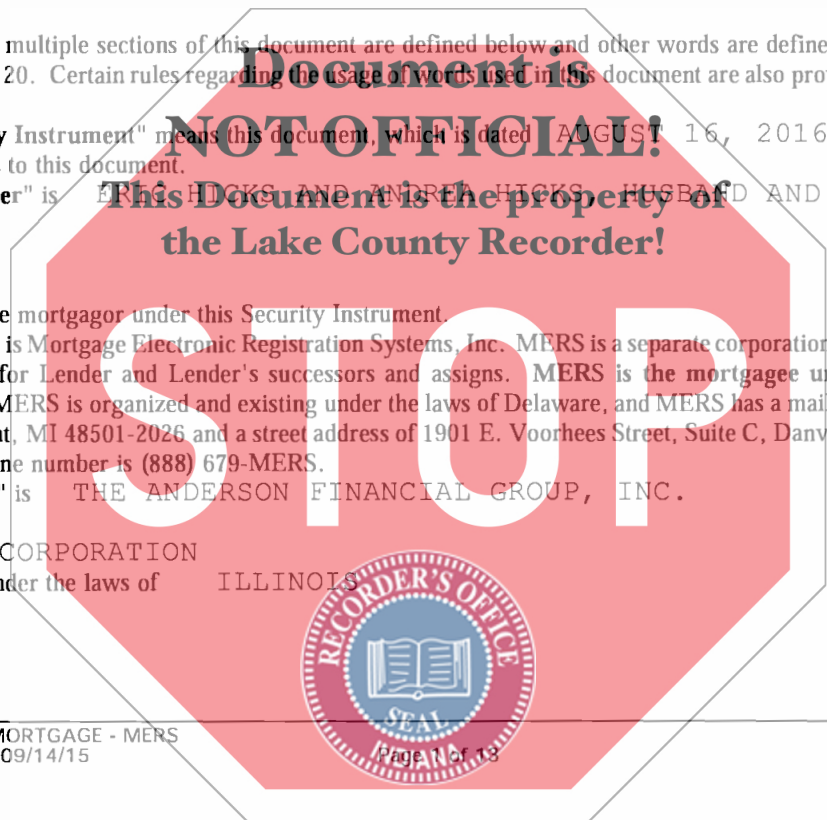 multiple sections of this document are defined below and other words are define
20. Certain rules regarding the usage of words used in this document are also pro
Document is
y Instrument" means this document, which is dated AUGUST 16, 2016
NOT OFFICIAL!
to this document.
er" is ERIC HICKS AND ANDREA HICKS, HUSBAND AND
This Document is the property of
the Lake County Recorder!
e mortgagor under this Security Instrument.
is Mortgage Electronic Registration Systems, Inc. MERS is a separate corporation
for Lender and Lender's successors and assigns. MERS is the mortgagee u
MERS is organized and existing under the laws of Delaware, and MERS has a mail
t, MI 48501-2026 and a street address of 1901 E. Voorhees Street, Suite C, Danv
ne number is (888) 679-MERS.
STOP
" is THE ANDERSON FINANCIAL GROUP, INC.
CORPORATION
nder the laws of ILLINOIS
RECORDER'S OFFICE
SEAL
INDIANA
MORTGAGE - MERS
09/14/15
Page 1 of 13